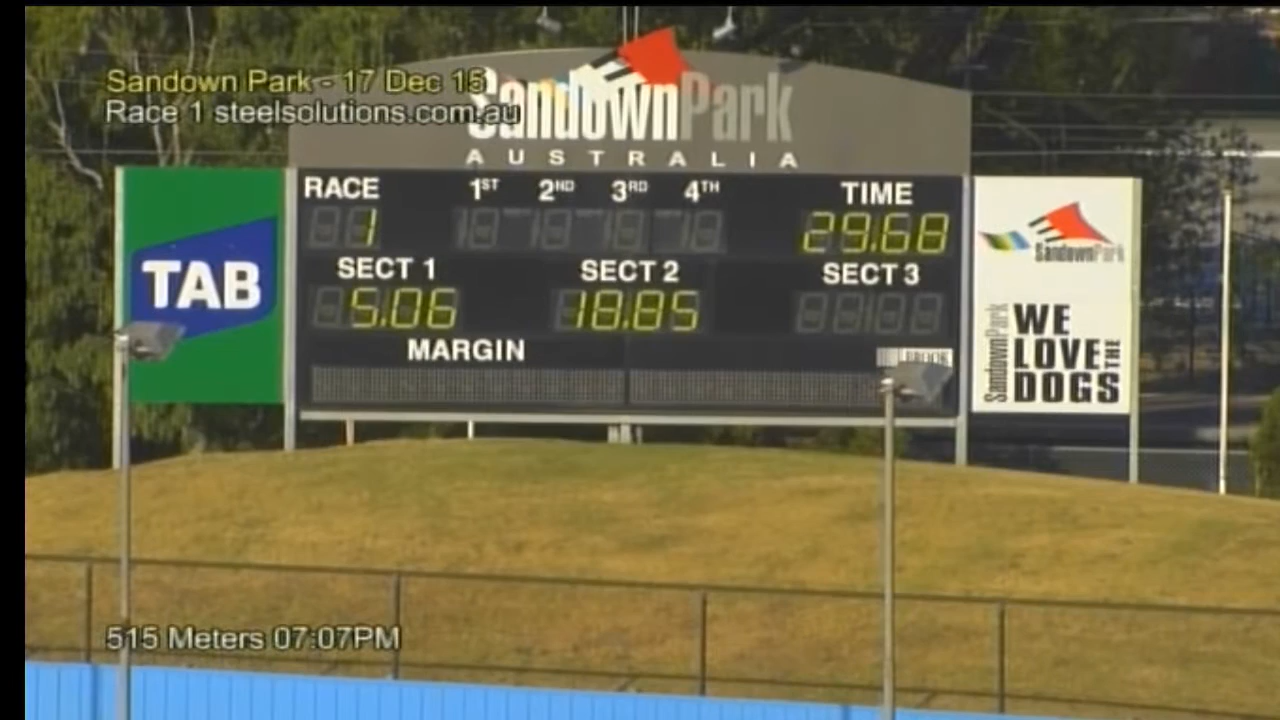 Sandown Park - 17 Dec 15
Race 1 steelsolutions.com.au
SandownPark
AUSTRALIA
RACE 1ST 2ND 3RD 4TH TIME
1 29.68
SECT 1 SECT 2 SECT 3
5.06 18.85
MARGIN
TAB
SandownPark
SandownPark
WE
LOVE THE
DOGS
515 Meters 07:07PM